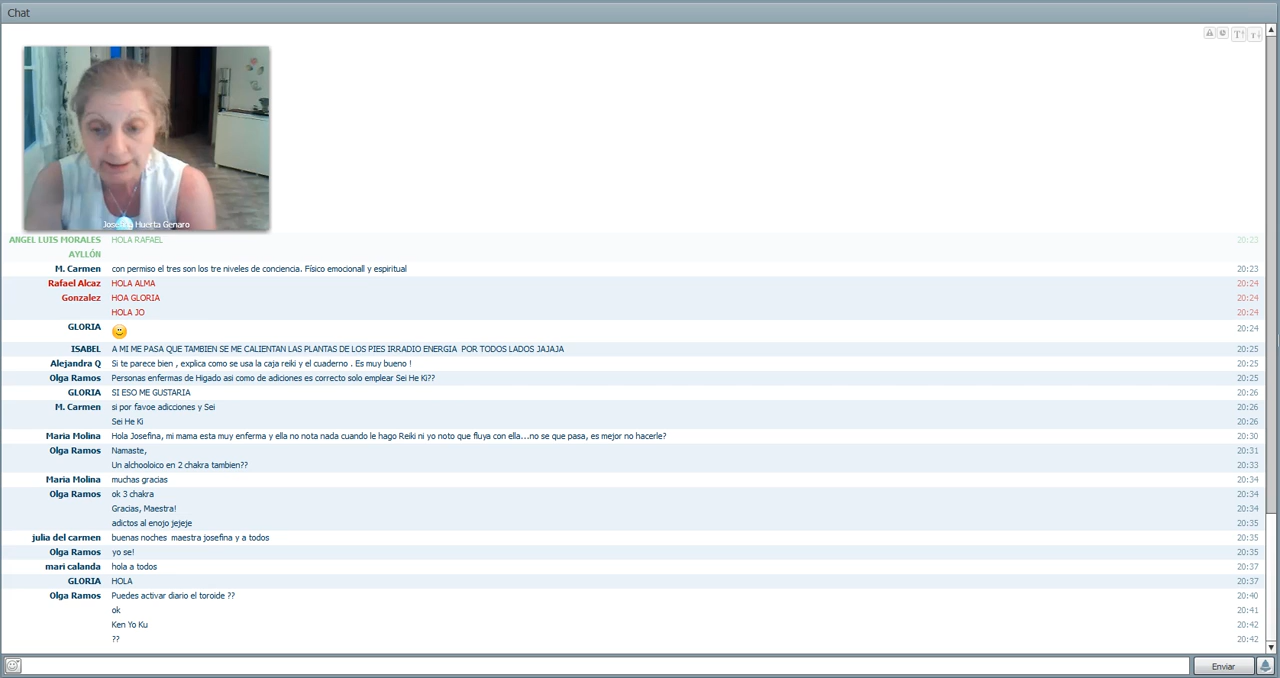 Chat
Josefina Huerta Genaro
ANGEL LUIS MORALES AYLLÓN HOLA RAFAEL 20:23
M. Carmen con permiso el tres son los tre niveles de conciencia. Físico emocionall y espiritual 20:23
Rafael Alcaz Gonzalez HOLA ALMA 20:24
HOA GLORIA 20:24
HOLA JO 20:24
GLORIA 20:24
ISABEL A MI ME PASA QUE TAMBIEN SE ME CALIENTAN LAS PLANTAS DE LOS PIES IRRADIO ENERGIA POR TODOS LADOS JAJAJA 20:25
Alejandra Q Si te parece bien , explica como se usa la caja reiki y el cuaderno . Es muy bueno ! 20:25
Olga Ramos Personas enfermas de Higado asi como de adiciones es correcto solo emplear Sei He Ki?? 20:25
GLORIA SI ESO ME GUSTARIA 20:26
M. Carmen si por favoe adicciones y Sei 20:26
Sei He Ki 20:26
Maria Molina Hola Josefina, mi mama esta muy enferma y ella no nota nada cuando le hago Reiki ni yo noto que fluya con ella...no se que pasa, es mejor no hacerle? 20:30
Olga Ramos Namaste, 20:31
Un alchooloico en 2 chakra tambien?? 20:33
Maria Molina muchas gracias 20:34
Olga Ramos ok 3 chakra 20:34
Gracias, Maestra! 20:34
adictos al enojo jejeje 20:35
julia del carmen buenas noches maestra josefina y a todos 20:35
Olga Ramos yo se! 20:35
mari calanda hola a todos 20:37
GLORIA HOLA 20:37
Olga Ramos Puedes activar diario el toroide ?? 20:40
ok 20:41
Ken Yo Ku 20:42
?? 20:42
Enviar